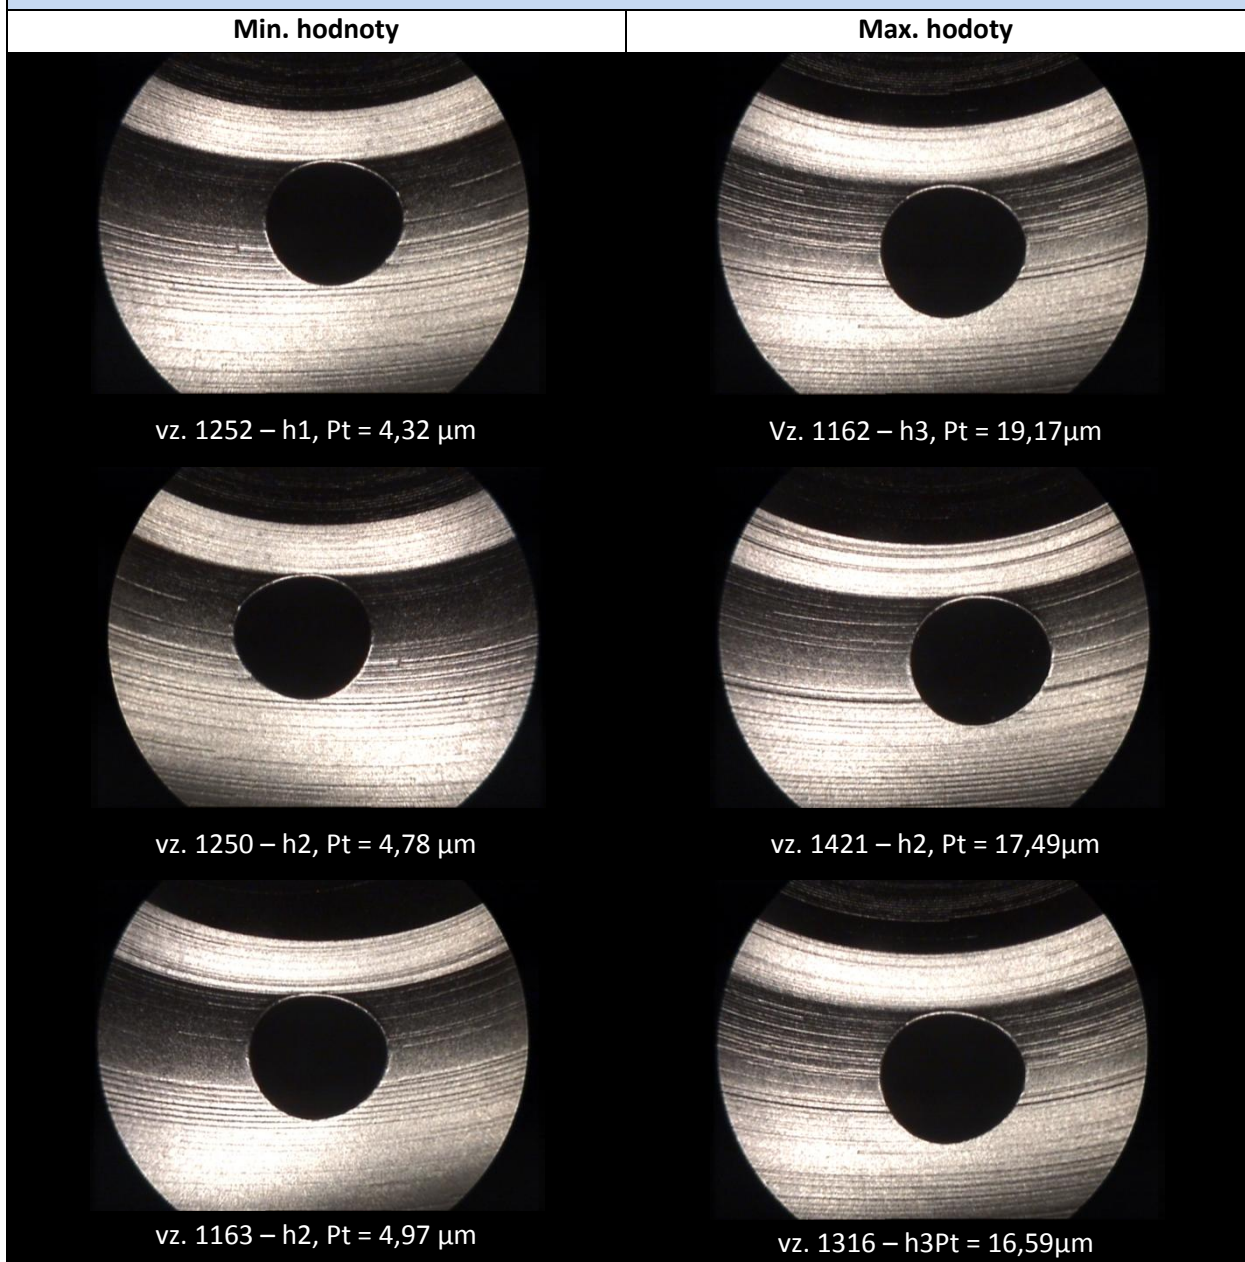 Min. hodnoty
Max. hodoty
vz. 1252 – h1, Pt = 4,32 µm
Vz. 1162 – h3, Pt = 19,17µm
vz. 1250 – h2, Pt = 4,78 µm
vz. 1421 – h2, Pt = 17,49µm
vz. 1163 – h2, Pt = 4,97 µm
vz. 1316 – h3Pt = 16,59µm